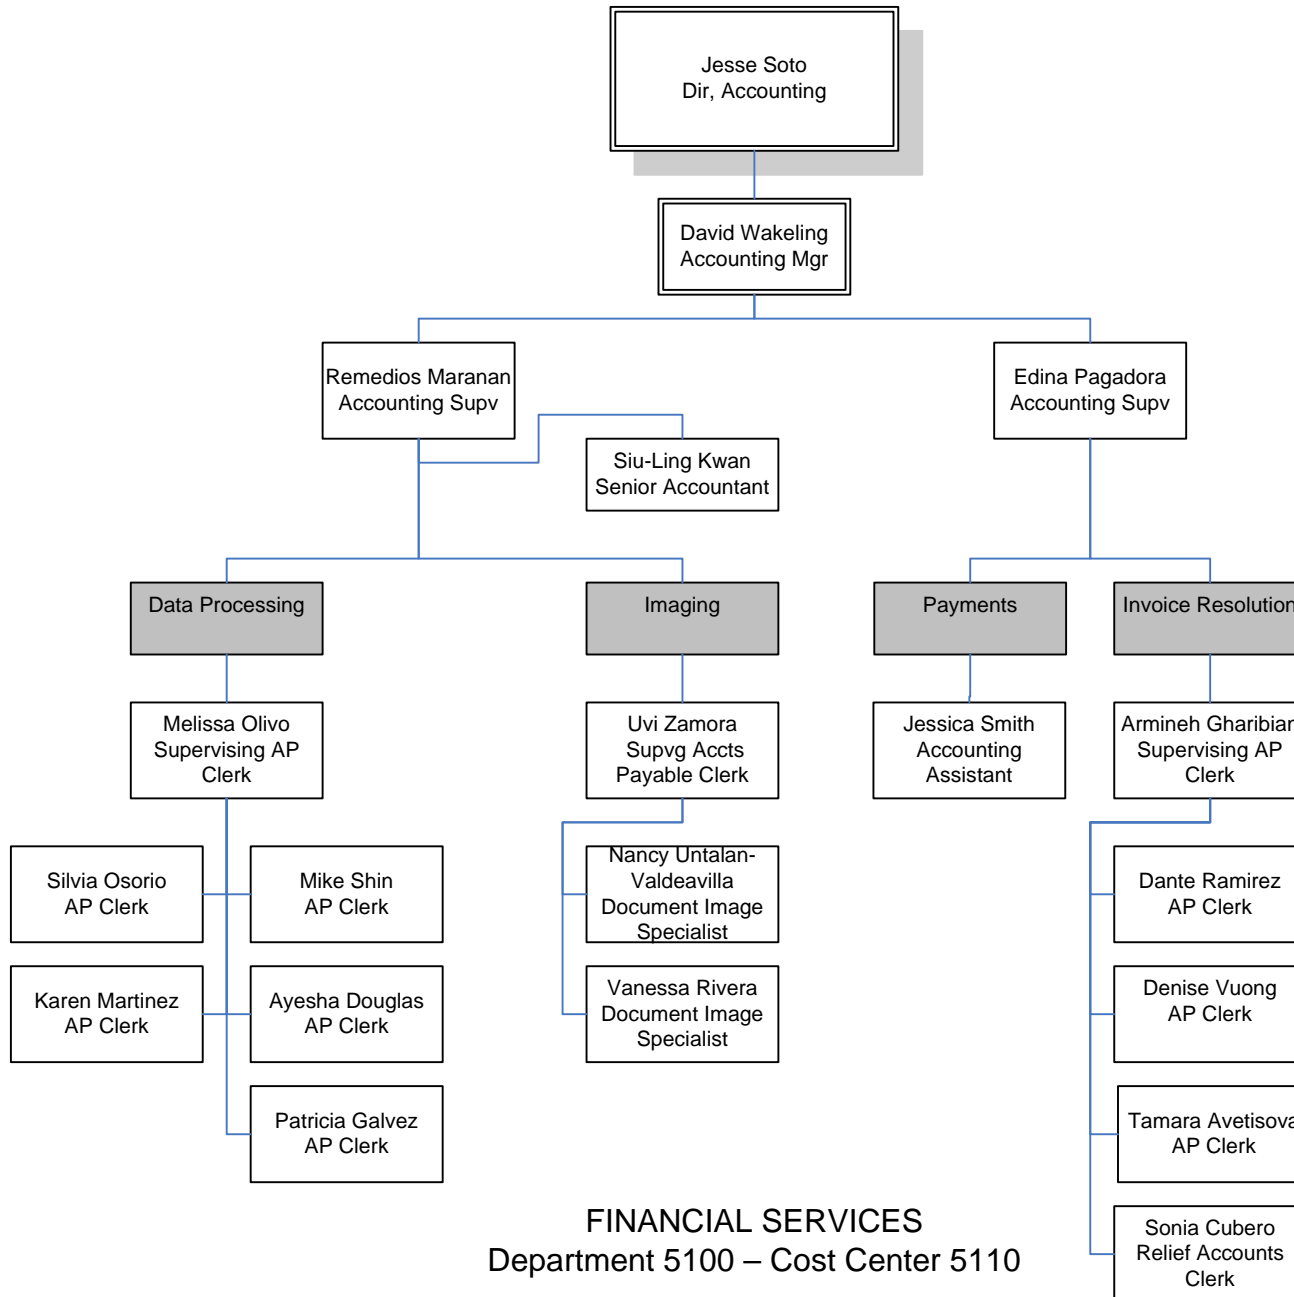 Jesse Soto
Dir, Accounting
David Wakeling
Accounting Mgr
Remedios Maranan
Accounting Supv
Edina Pagadora
Accounting Supv
Siu-Ling Kwan
Senior Accountant
Data Processing
Imaging
Payments
Invoice Resolution
Melissa Olivo
Supervising AP
Clerk
Uvi Zamora
Supvg Accts
Payable Clerk
Jessica Smith
Accounting
Assistant
Armineh Gharibian
Supervising AP
Clerk
Silvia Osorio
AP Clerk
Mike Shin
AP Clerk
Nancy Untalan-
Valdeavilla
Document Image
Specialist
Dante Ramirez
AP Clerk
Karen Martinez
AP Clerk
Ayesha Douglas
AP Clerk
Vanessa Rivera
Document Image
Specialist
Denise Vuong
AP Clerk
Patricia Galvez
AP Clerk
Tamara Avetisova
AP Clerk
Sonia Cubero
Relief Accounts
Clerk
FINANCIAL SERVICES
Department 5100 – Cost Center 5110